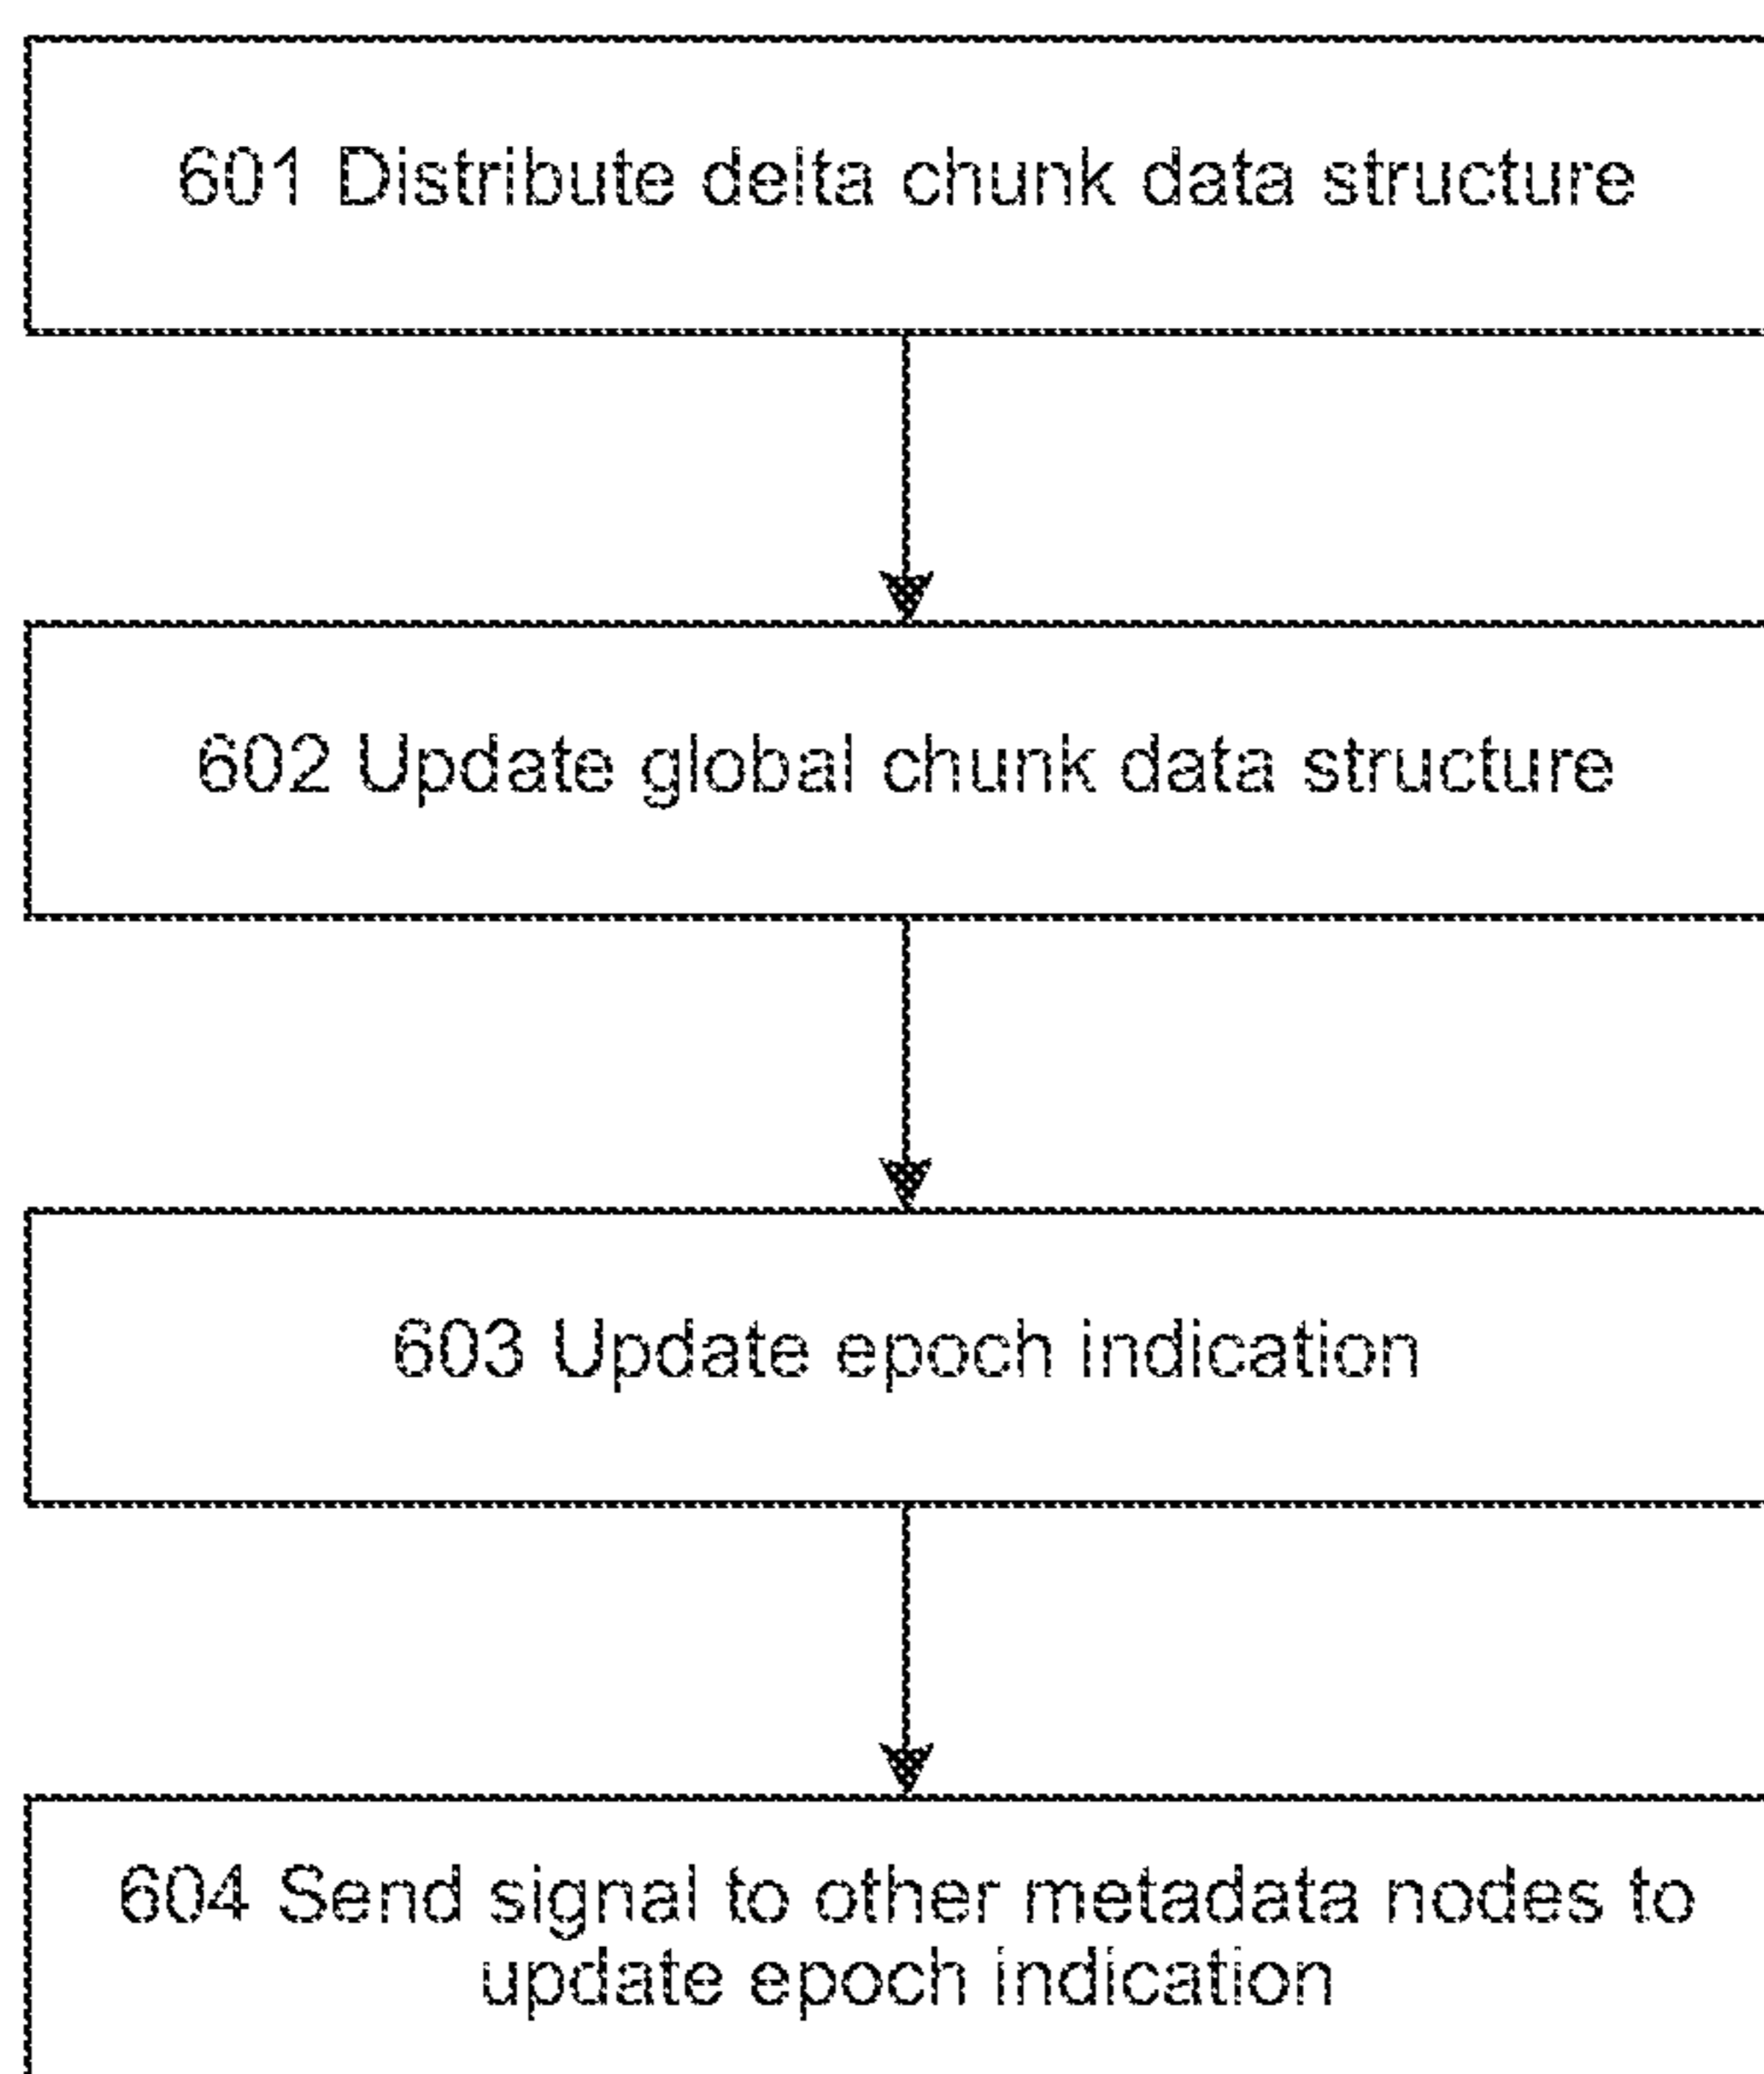 601 Distribute delta chunk data structure
602 Update global chunk data structure
603 Update epoch indication
604 Send signal to other metadata nodes to
update epoch indication